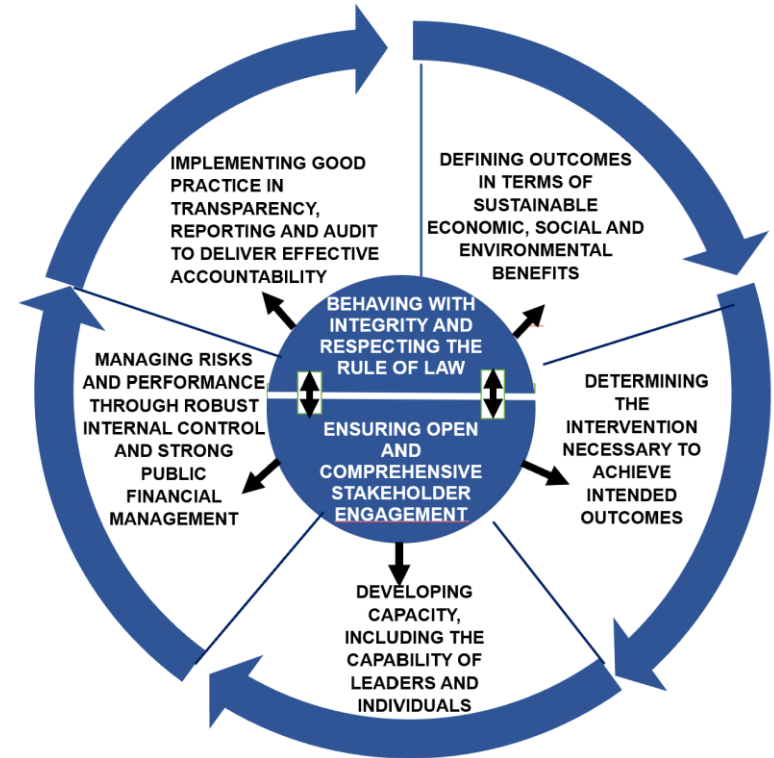 IMPLEMENTING GOOD
PRACTICE IN
TRANSPARENCY,
REPORTING AND AUDIT
TO DELIVER EFFECTIVE
ACCOUNTABILITY
DEFINING OUTCOMES
IN TERMS OF
SUSTAINABLE
ECONOMIC, SOCIAL AND
ENVIRONMENTAL
BENEFITS
BEHAVING WITH
INTEGRITY AND
RESPECTING THE
RULE OF LAW
MANAGING RISKS
AND PERFORMANCE
THROUGH ROBUST
INTERNAL CONTROL
AND STRONG
PUBLIC
FINANCIAL
MANAGEMENT
ENSURING OPEN
AND
COMPREHENSIVE
STAKEHOLDER
ENGAGEMENT
DETERMINING
THE
INTERVENTION
NECESSARY TO
ACHIEVE
INTENDED
OUTCOMES
DEVELOPING
CAPACITY,
INCLUDING THE
CAPABILITY OF
LEADERS AND
INDIVIDUALS